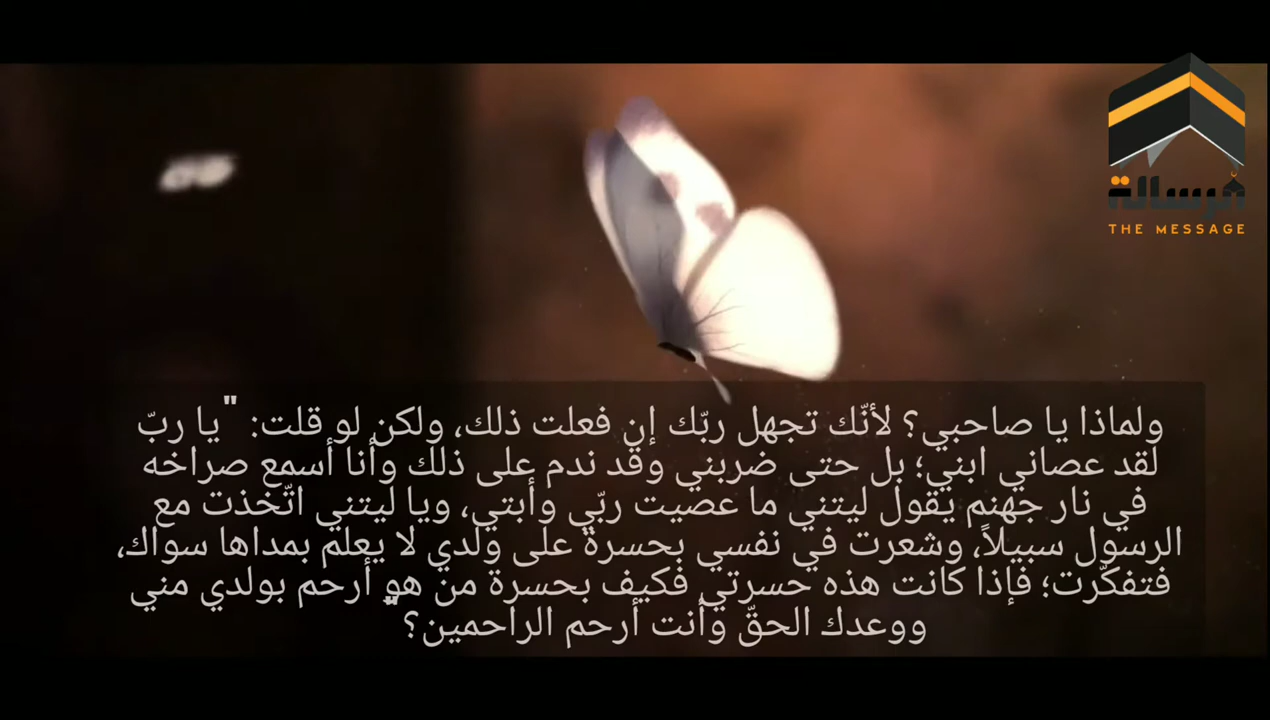 الرسالة
THE MESSAGE
ولماذا يا صاحبي؟ لأنّك تجهل ربّك إن فعلت ذلك، ولكن لو قلت: "يا ربّ
لقد عصاني ابني؛ بل حتى ضربني وقد ندم على ذلك وأنا أسمع صراخه
في نار جهنم يقول ليتني ما عصيت ربّي وأبتي، ويا ليتني اتّخذت مع
الرسول سبيلاً، وشعرت في نفسي بحسرة على ولدي لا يعلم بمداها سواك،
فتفكّرت؛ فإذا كانت هذه حسرتي فكيف بحسرة من هو أرحم بولدي مني
ووعدك الحقّ وأنت أرحم الراحمين؟"